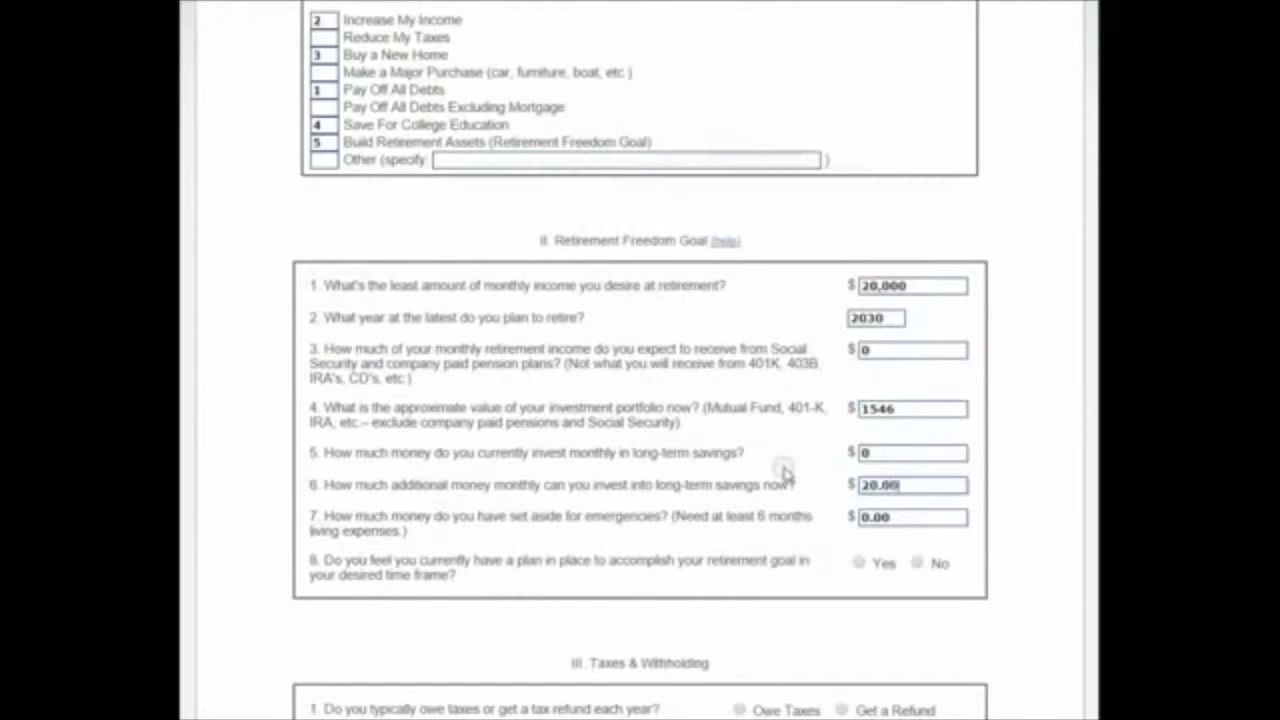 2 Increase My Income
Reduce My Taxes
3 Buy a New Home
Make a Major Purchase (car, furniture, boat, etc.)
1 Pay Off All Debts
Pay Off All Debts Excluding Mortgage
4 Save For College Education
5 Build Retirement Assets (Retirement Freedom Goal)
Other (specify: )
II. Retirement Freedom Goal (help)
1. What's the least amount of monthly income you desire at retirement? $ 20,000
2. What year at the latest do you plan to retire? 2030
3. How much of your monthly retirement income do you expect to receive from Social $ 0
Security and company paid pension plans? (Not what you will receive from 401K, 403B,
IRA's, CD's, etc.)
4. What is the approximate value of your investment portfolio now? (Mutual Fund, 401-K, $ 1546
IRA, etc.-- exclude company paid pensions and Social Security)
5. How much money do you currently invest monthly in long-term savings? $ 0
6. How much additional money monthly can you invest into long-term savings now? $ 20.00
7. How much money do you have set aside for emergencies? (Need at least 6 months $ 0.00
living expenses.)
8. Do you feel you currently have a plan in place to accomplish your retirement goal in Yes No
your desired time frame?
III. Taxes & Withholding
1. Do you typically owe taxes or get a tax refund each year? Owe Taxes Get a Refund